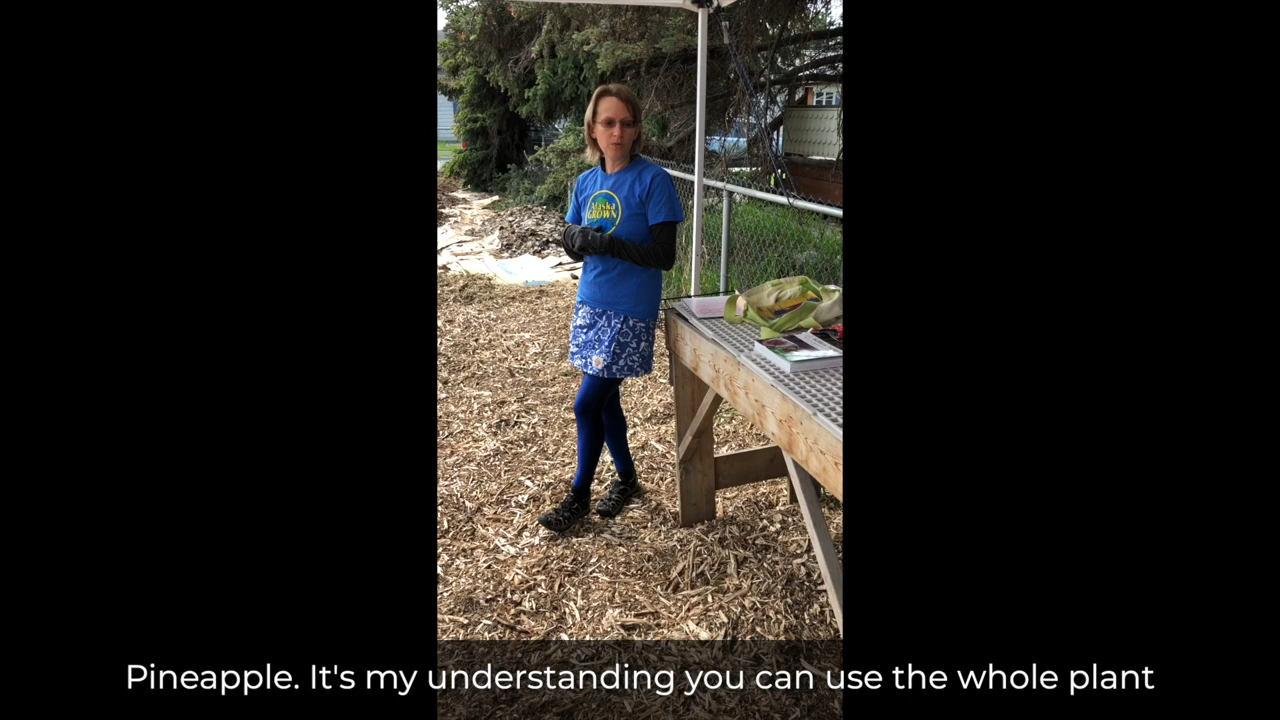 Alaska
GROWN
Pineapple. It's my understanding you can use the whole plant